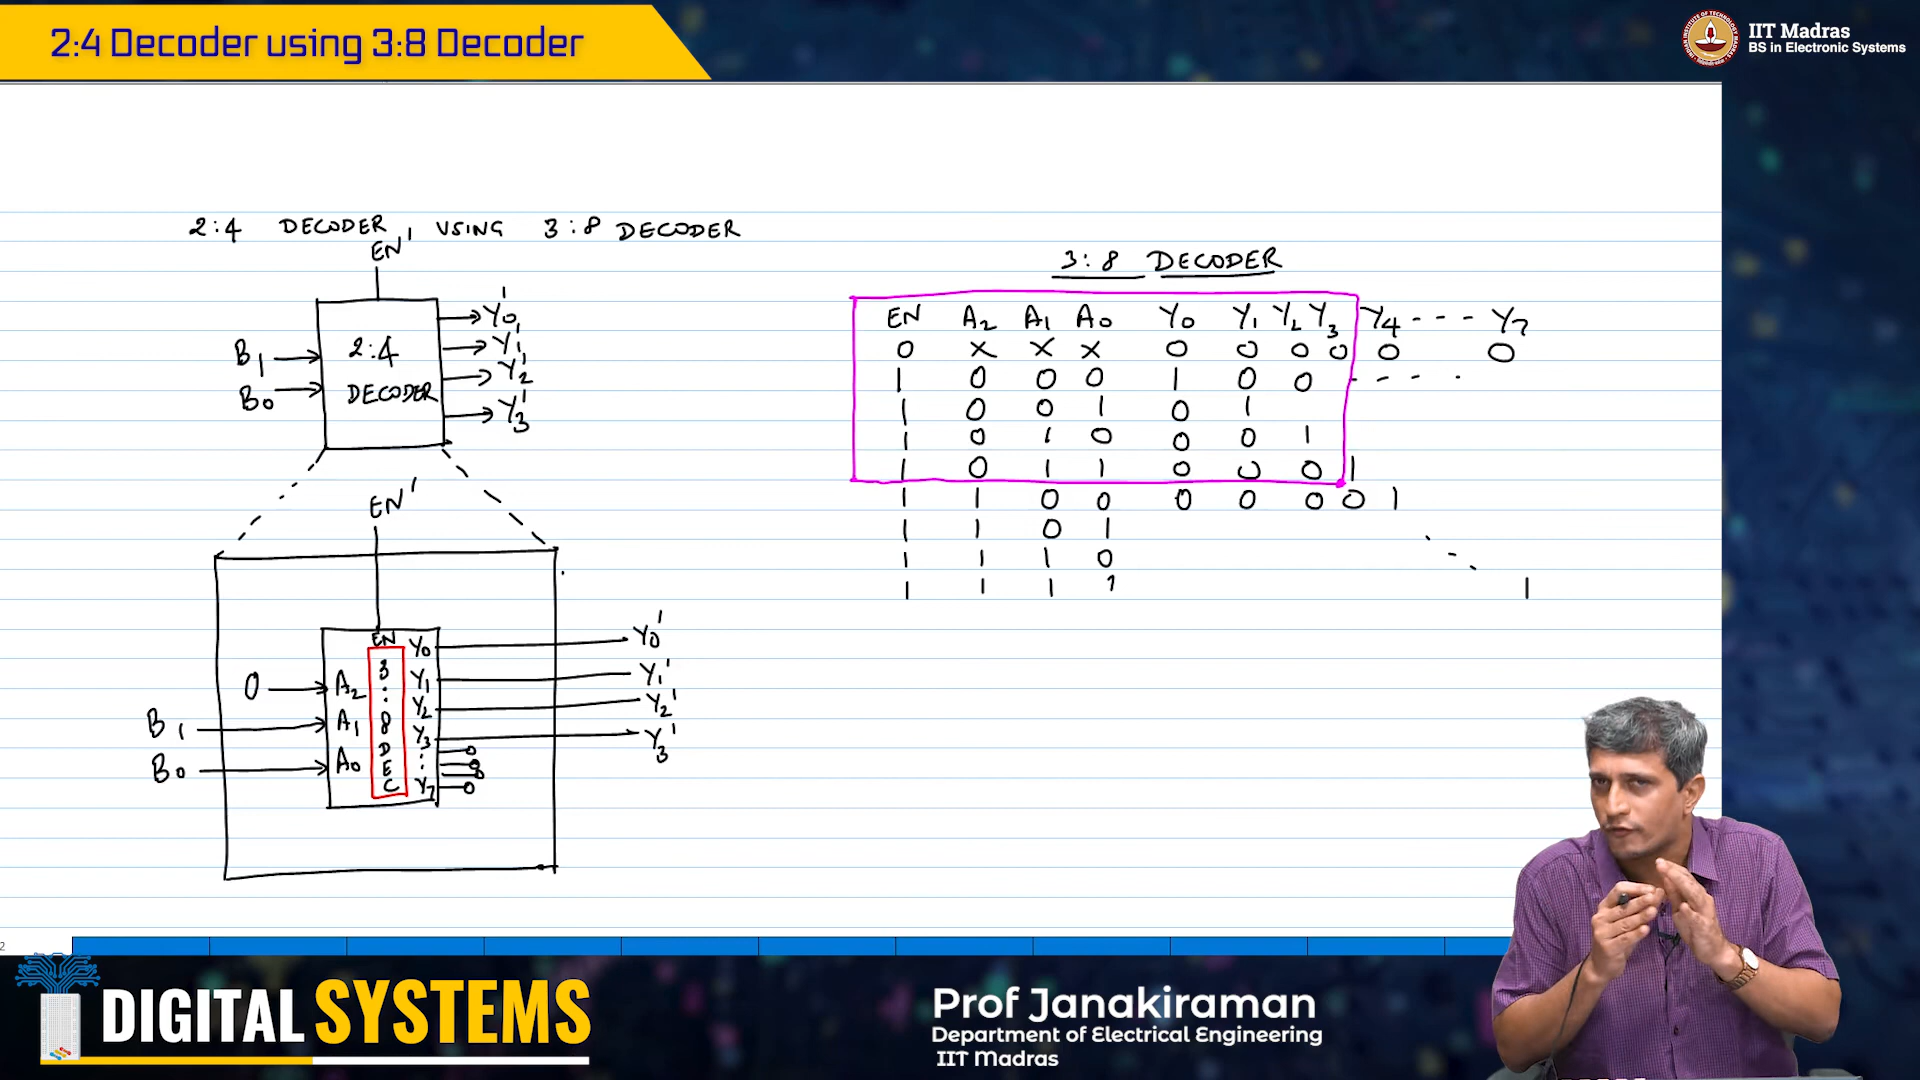 2:4 Decoder using 3:8 Decoder
IIT Madras
BS in Electronic Systems
2:4 DECODER USING 3:8 DECODER
EN'
B1
B0
2:4
DECODER
Y0'
Y1'
Y2'
Y3'
EN'
0
B1
B0
EN
A2
A1
A0
3:8 DEC
Y0
Y1
Y2
Y3
⋮
Y7
Y0'
Y1'
Y2'
Y3'
3:8 DECODER
EN A2 A1 A0 Y0 Y1 Y2 Y3 Y4 - - - Y7
0 X X X 0 0 0 0 0 0
1 0 0 0 1 0 0 - - - -
1 0 0 1 0 1
1 0 1 0 0 0 1
1 0 1 1 0 0 0 1
1 1 0 0 0 0 0 0 1
1 1 0 1
1 1 1 0
1 1 1 1 1
2
DIGITAL SYSTEMS
Prof Janakiraman
Department of Electrical Engineering
IIT Madras